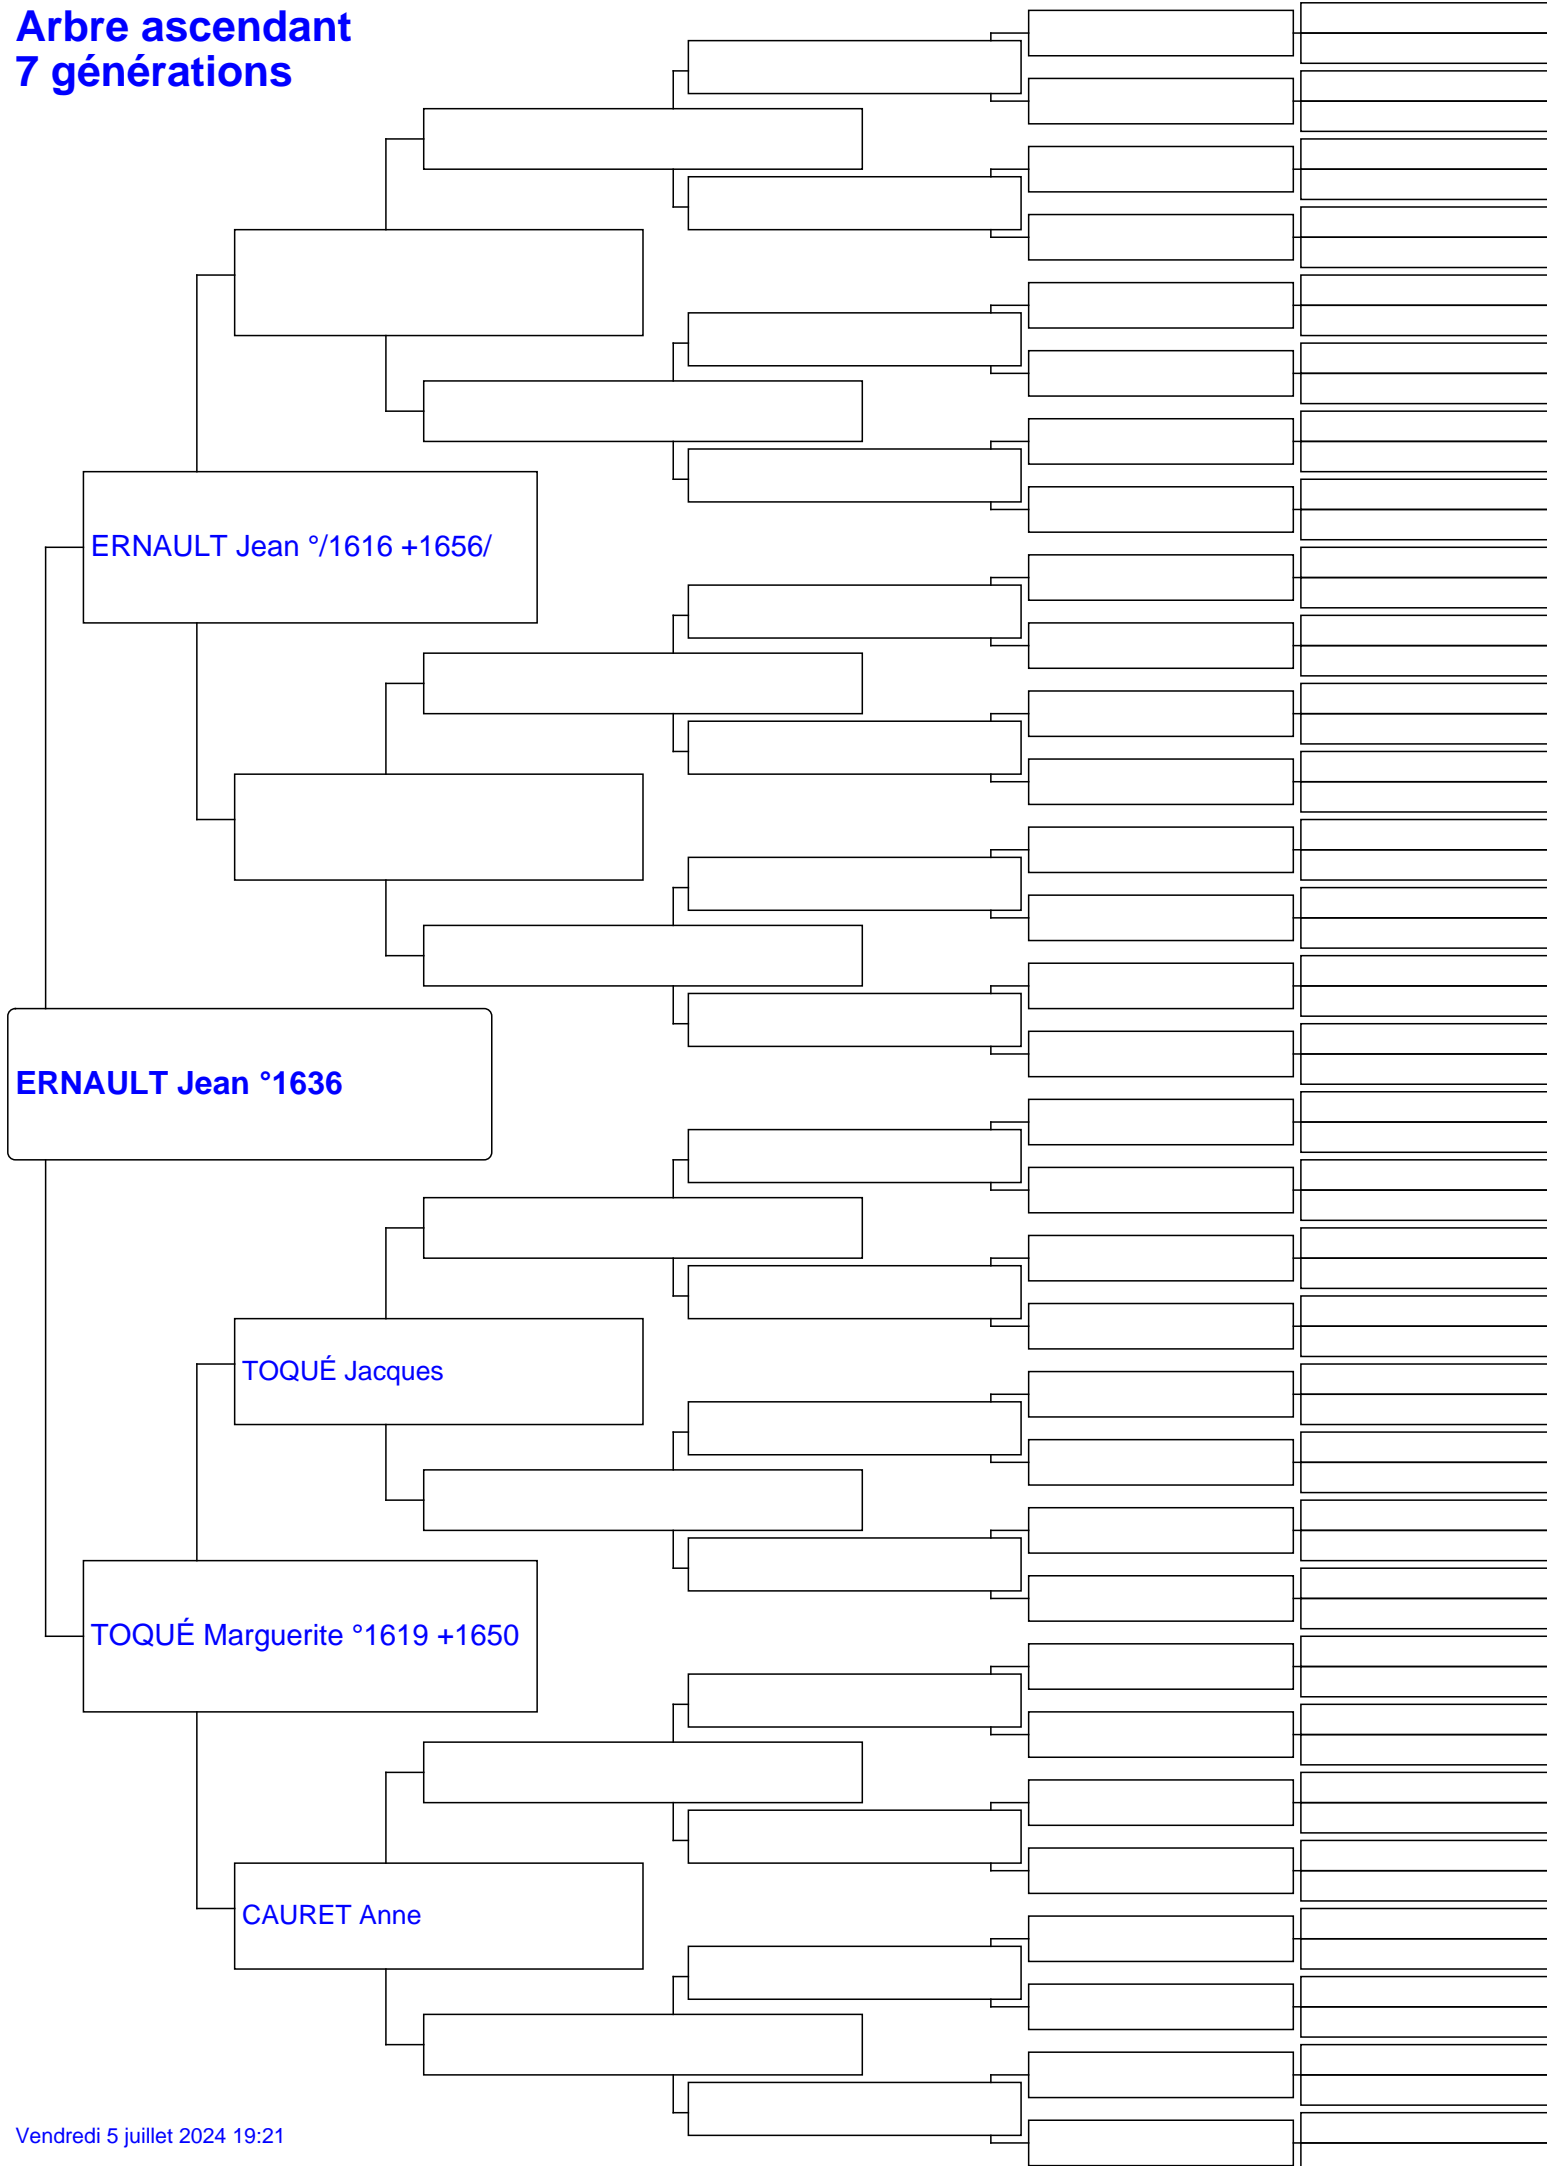 Arbre ascendant
7 générations
ERNAULT Jean °/1616 +1656/
ERNAULT Jean °1636
TOQUÉ Jacques
TOQUÉ Marguerite °1619 +1650
CAURET Anne
Vendredi 5 juillet 2024 19:21